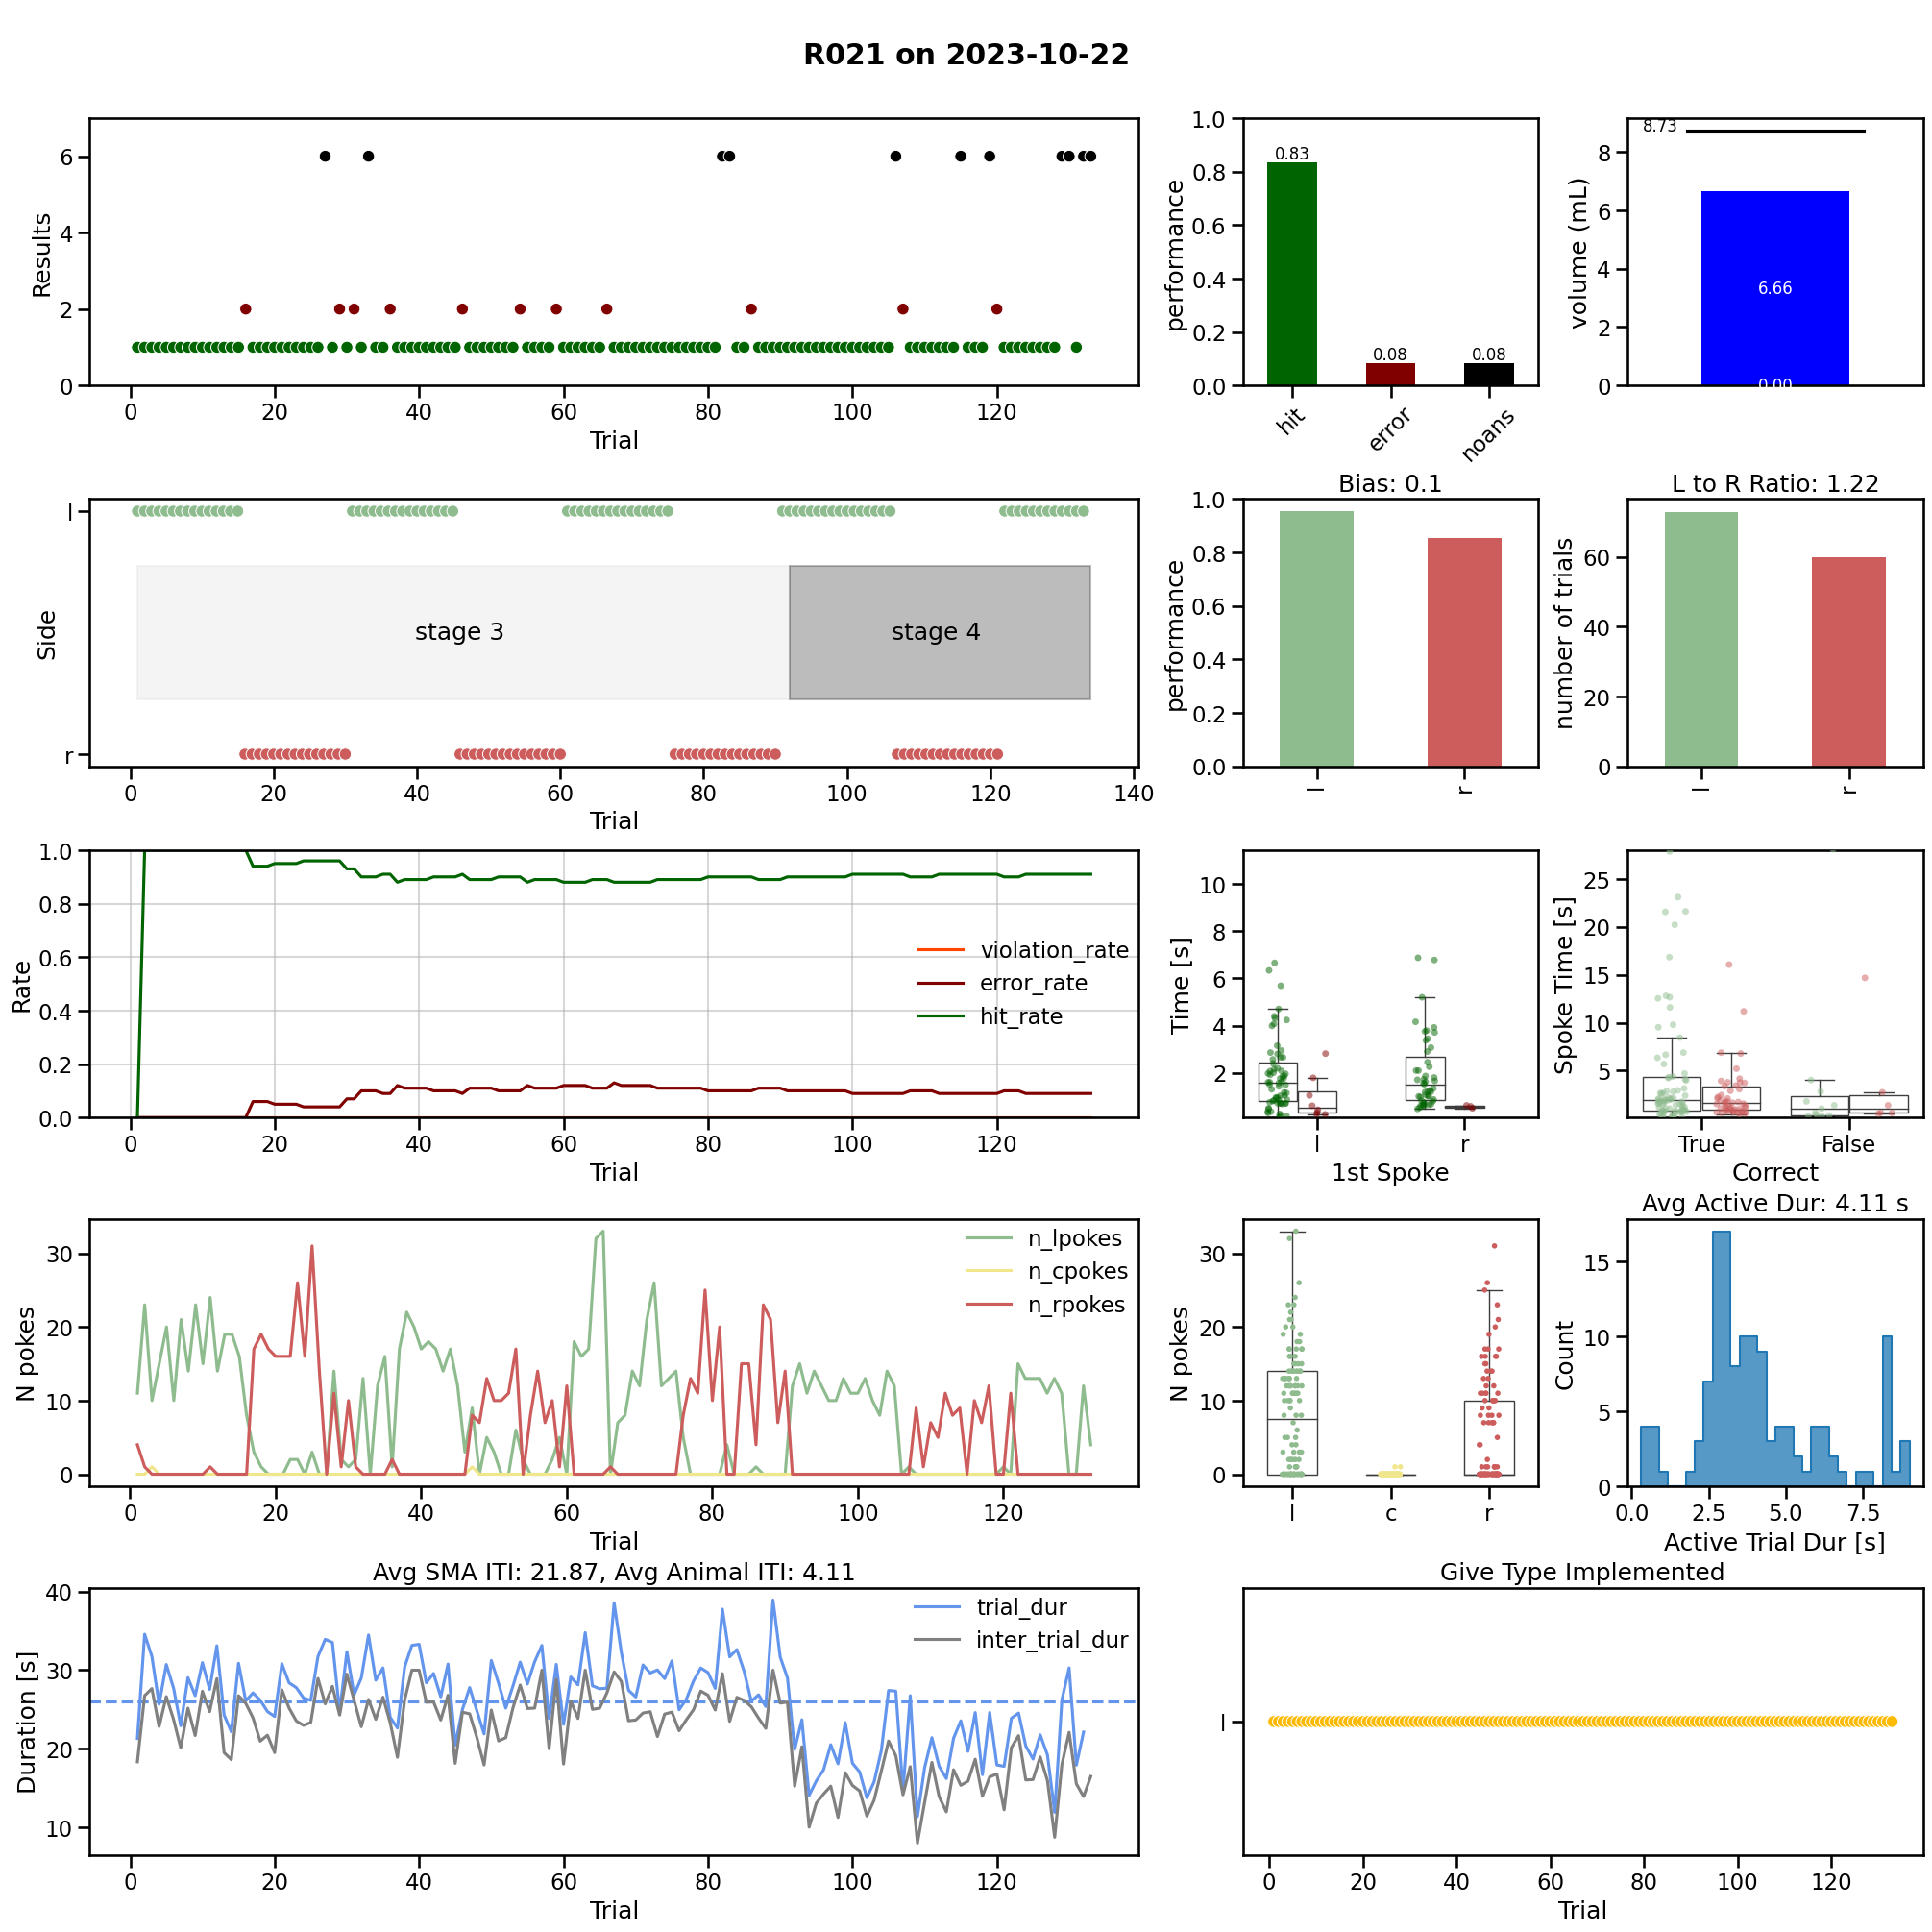 R021 on 2023-10-22
Results
0
2
4
6
0
20
40
60
80
100
120
Trial
performance
0.0
0.2
0.4
0.6
0.8
1.0
0.83
0.08
0.08
hit
error
noans
volume (mL)
0
2
4
6
8
8.73
6.66
0.00
Side
l
r
stage 3
stage 4
0
20
40
60
80
100
120
140
Trial
Bias: 0.1
performance
0.0
0.2
0.4
0.6
0.8
1.0
l
r
L to R Ratio: 1.22
number of trials
0
20
40
60
l
r
Rate
0.0
0.2
0.4
0.6
0.8
1.0
violation_rate
error_rate
hit_rate
0
20
40
60
80
100
120
Trial
Time [s]
2
4
6
8
10
l
r
1st Spoke
Spoke Time [s]
5
10
15
20
25
True
False
Correct
N pokes
0
10
20
30
n_lpokes
n_cpokes
n_rpokes
0
20
40
60
80
100
120
Trial
N pokes
0
10
20
30
l
c
r
Avg Active Dur: 4.11 s
Count
0
5
10
15
0.0
2.5
5.0
7.5
Active Trial Dur [s]
Avg SMA ITI: 21.87, Avg Animal ITI: 4.11
Duration [s]
10
20
30
40
trial_dur
inter_trial_dur
0
20
40
60
80
100
120
Trial
Give Type Implemented
l
0
20
40
60
80
100
120
Trial